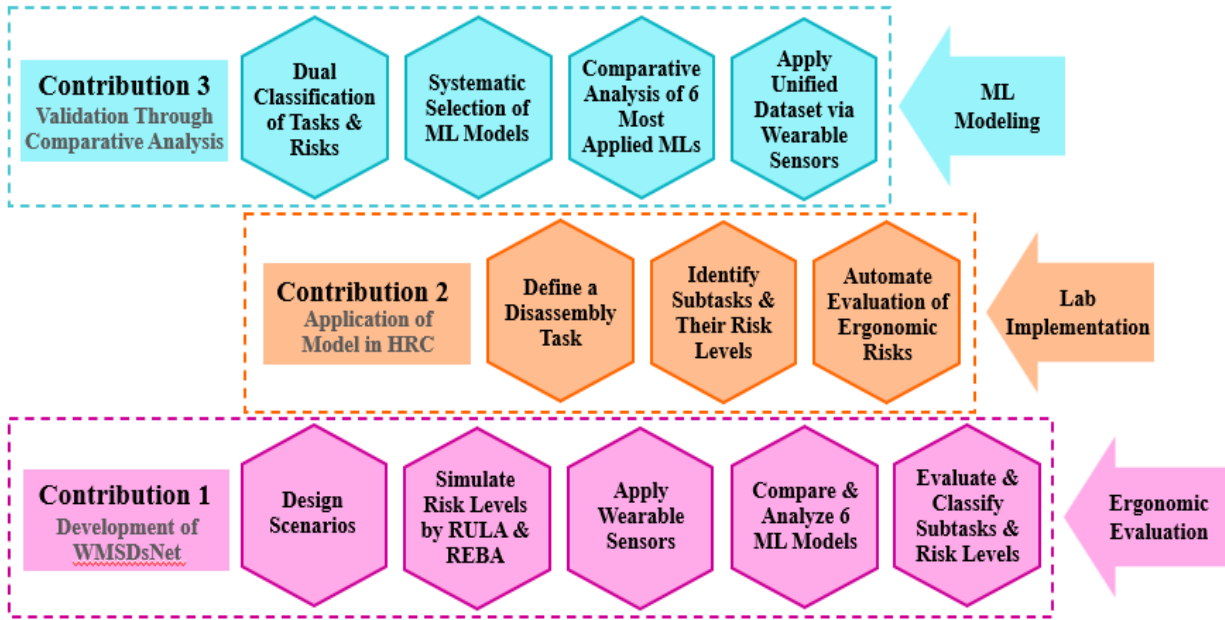 Contribution 3
Validation Through
Comparative Analysis
Dual
Classification
of Tasks &
Risks
Systematic
Selection of
ML Models
Comparative
Analysis of 6
Most
Applied MLs
Apply
Unified
Dataset via
Wearable
Sensors
ML
Modeling
Contribution 2
Application of
Model in HRC
Define a
Disassembly
Task
Identify
Subtasks &
Their Risk
Levels
Automate
Evaluation of
Ergonomic
Risks
Lab
Implementation
Contribution 1
Development of
WMSDsNet
Design
Scenarios
Simulate
Risk Levels
by RULA &
REBA
Apply
Wearable
Sensors
Compare &
Analyze 6
ML Models
Evaluate &
Classify
Subtasks &
Risk Levels
Ergonomic
Evaluation